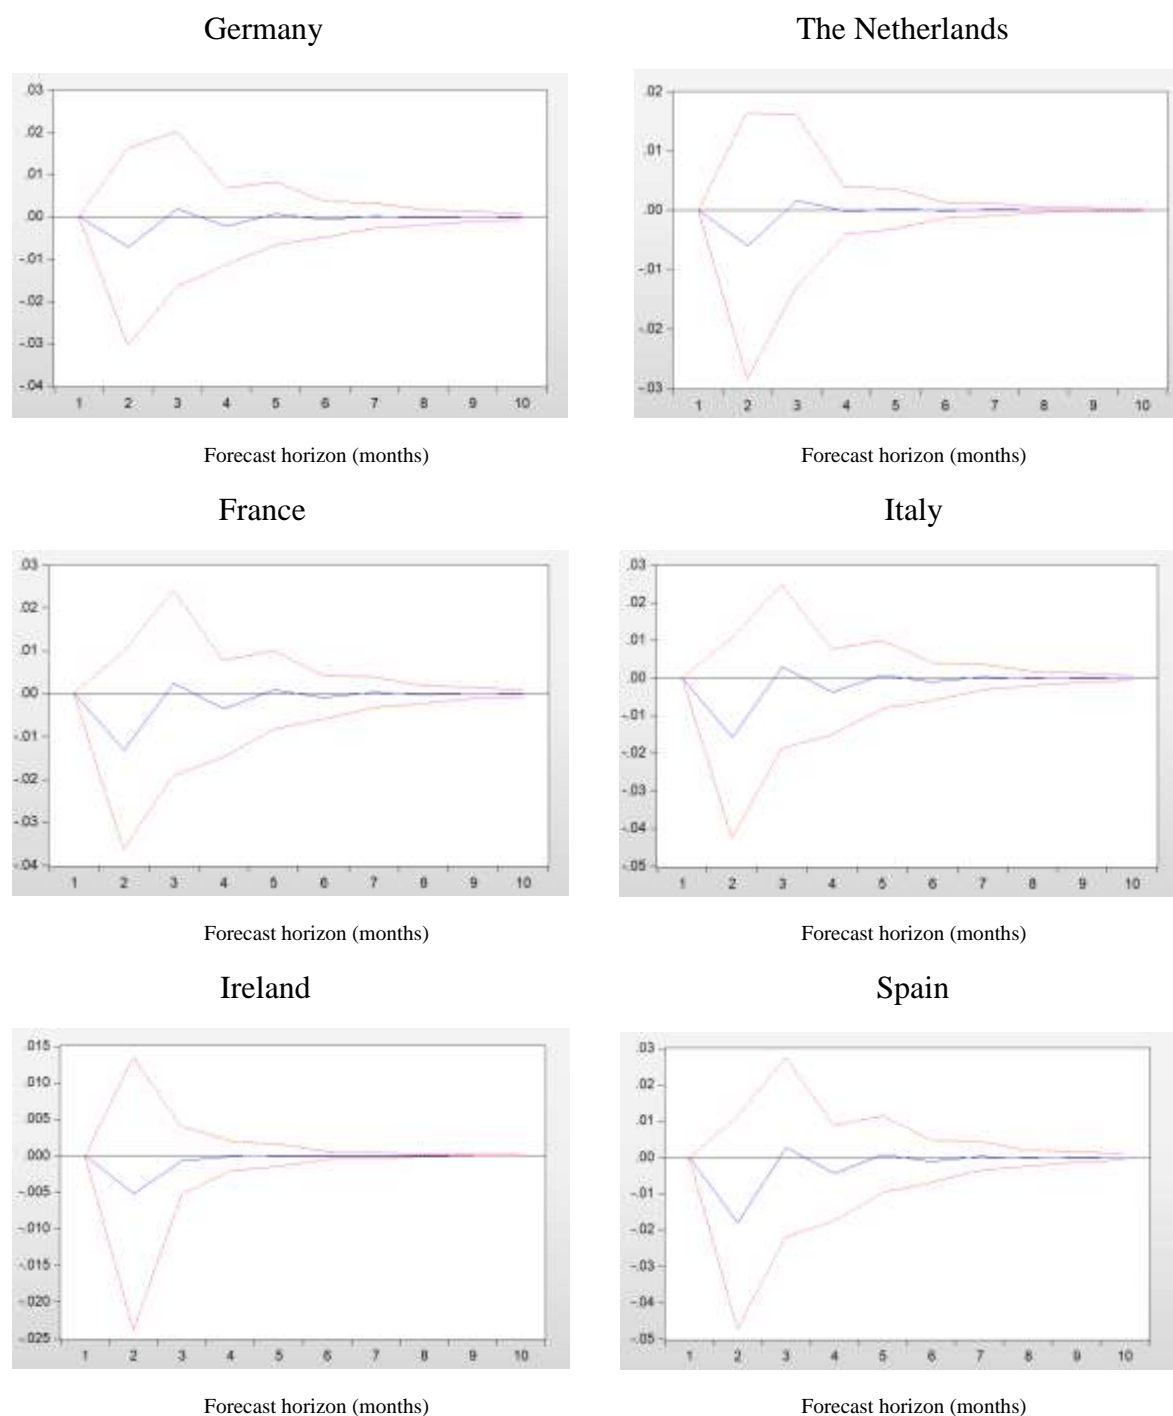 Germany
The Netherlands
.03
.02
.01
.00
-.01
-.02
-.03
-.04
1 2 3 4 5 6 7 8 9 10
.02
.01
.00
-.01
-.02
-.03
1 2 3 4 5 6 7 8 9 10
Forecast horizon (months)
Forecast horizon (months)
France
Italy
.03
.02
.01
.00
-.01
-.02
-.03
-.04
1 2 3 4 5 6 7 8 9 10
.03
.02
.01
.00
-.01
-.02
-.03
-.04
-.05
1 2 3 4 5 6 7 8 9 10
Forecast horizon (months)
Forecast horizon (months)
Ireland
Spain
.015
.010
.005
.000
-.005
-.010
-.015
-.020
-.025
1 2 3 4 5 6 7 8 9 10
.03
.02
.01
.00
-.01
-.02
-.03
-.04
-.05
1 2 3 4 5 6 7 8 9 10
Forecast horizon (months)
Forecast horizon (months)